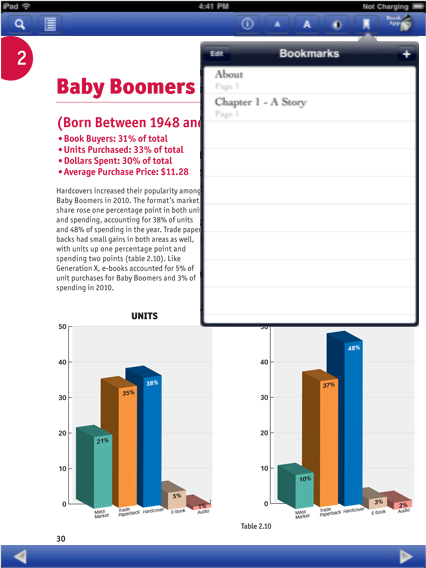 iPad 4:41 PM Not Charging
A A Book App
Edit Bookmarks +
About
Page 1
Chapter 1 - A Story
Page 1
2
Baby Boomers
(Born Between 1948 and
• Book Buyers: 31% of total
• Units Purchased: 33% of total
• Dollars Spent: 30% of total
• Average Purchase Price: $11.28
Hardcovers increased their popularity among
Baby Boomers in 2010. The format's market
share rose one percentage point in both
and spending, accounting for 38% of units
and 48% of spending in the year. Trade paper
backs had small gains in both areas as well,
with units up one percentage point and
spending two points (table 2.10). Like
Generation X, e-books accounted for 5% of
unit purchases for Baby Boomers and 3% of
spending in 2010.
UNITS
50
40
30
20
10
0
21%
35%
38%
5%
1%
Mass Market
Trade Paperback
Hardcover
E-book
Audio
50
40
30
20
10
0
10%
37%
48%
3%
2%
Mass Market
Trade Paperback
Hardcover
E-book
Audio
Table 2.10
30